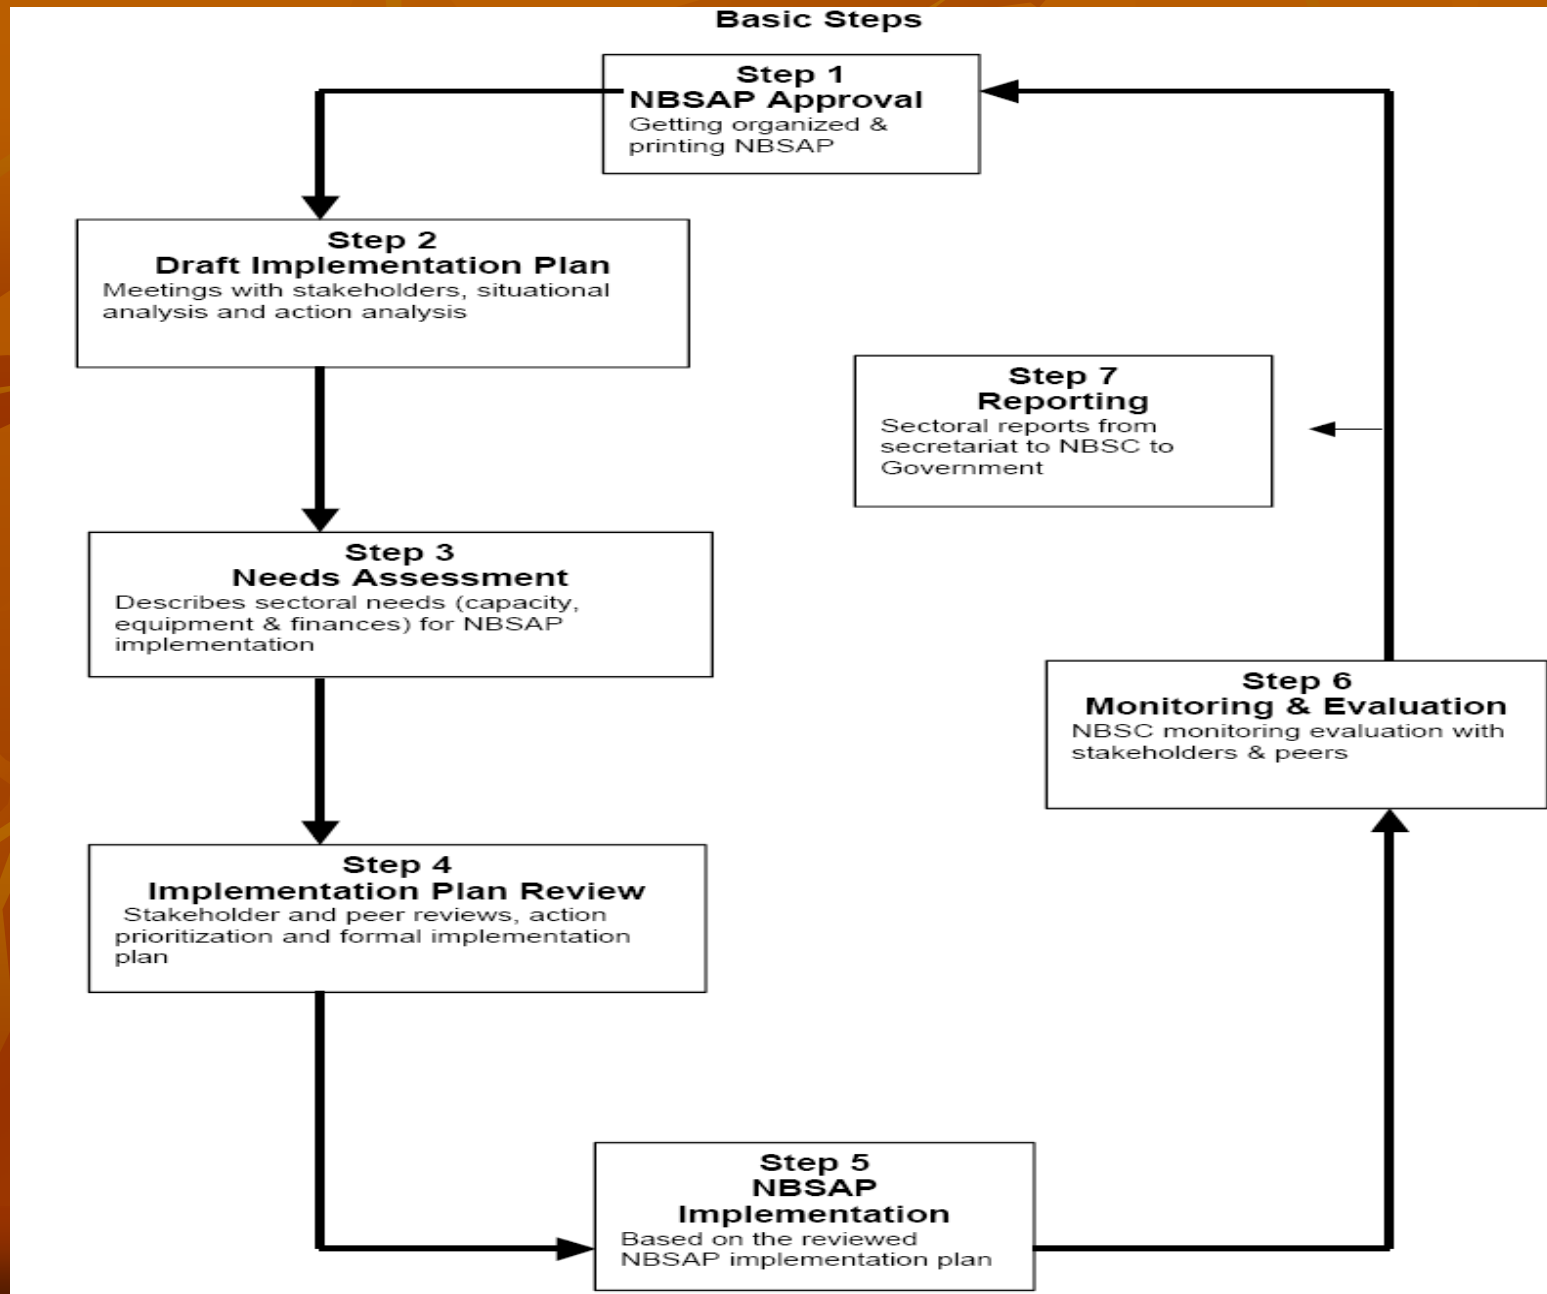 Basic Steps
Step 1
NBSAP Approval
Getting organized &
printing NBSAP
Step 2
Draft Implementation Plan
Meetings with stakeholders, situational
analysis and action analysis
Step 3
Needs Assessment
Describes sectoral needs (capacity,
equipment & finances) for NBSAP
implementation
Step 4
Implementation Plan Review
Stakeholder and peer reviews, action
prioritization and formal implementation
plan
Step 5
NBSAP
Implementation
Based on the reviewed
NBSAP implementation plan
Step 6
Monitoring & Evaluation
NBSC monitoring evaluation with
stakeholders & peers
Step 7
Reporting
Sectoral reports from
secretariat to NBSC to
Government